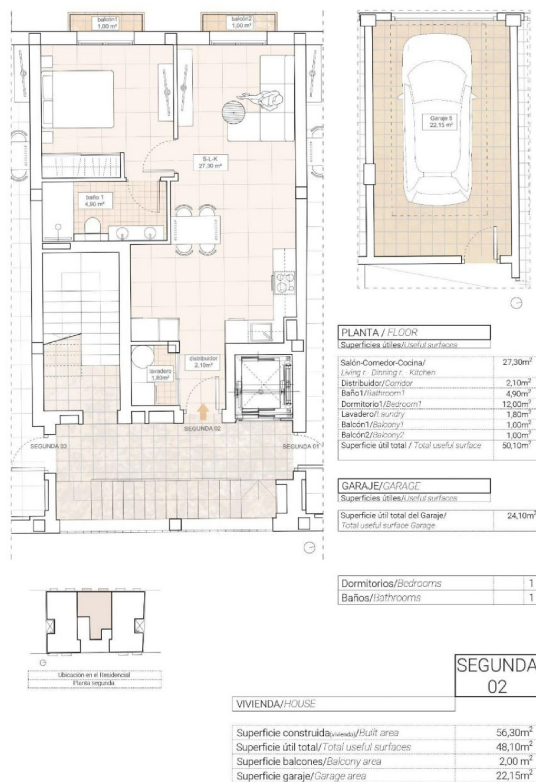 balcón1
1,00 m²
balcón2
1,00 m²
Garaje 8
22,15 m²
S-L-K
27,30 m²
baño 1
4,90 m²
distribuidor
2,10m²
lavadero
1,80m²
SEGUNDA 02
SEGUNDA 03
SEGUNDA 01
PLANTA / FLOOR
Superficies útiles/Useful surfaces
Salón-Comedor-Cocina/
Living r.- Dinning r. - Kitchen
27,30m²
Distribuidor/Corridor 2,10m²
Baño1/Bathroom1 4,90m²
Dormitorio1/Bedroom1 12,00m²
Lavadero/Laundry 1,80m²
Balcón1/Balcony1 1,00m²
Balcón2/Balcony2 1,00m²
Superficie útil total / Total useful surface 50,10m²
GARAJE/GARAGE
Superficies útiles/Useful surfaces
Superficie útil total del Garaje/
Total useful surface Garage
24,10m²
Dormitorios/Bedrooms 1
Baños/Bathrooms 1
Ubicación en el Residencial
Planta segunda
SEGUNDA
02
VIVIENDA/HOUSE
Superficie construida(vivienda)/Built area 56,30m²
Superficie útil total/Total useful surfaces 48,10m²
Superficie balcones/Balcony area 2,00 m²
Superficie garaje/Garage area 22,15m²